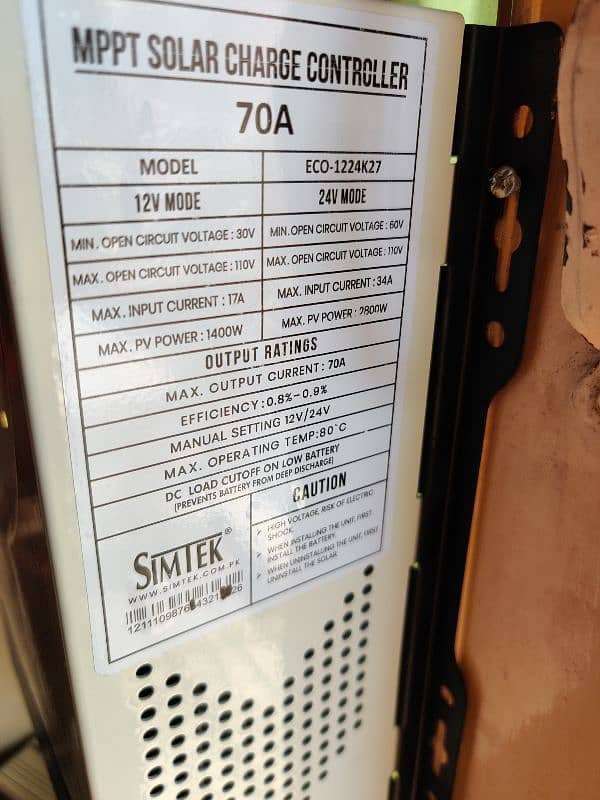 MPPT SOLAR CHARGE CONTROLLER
70A
MODEL ECO-1224K27
12V MODE 24V MODE
MIN. OPEN CIRCUIT VOLTAGE : 30V MIN. OPEN CIRCUIT VOLTAGE : 60V
MAX. OPEN CIRCUIT VOLTAGE : 110V MAX. OPEN CIRCUIT VOLTAGE : 110V
MAX. INPUT CURRENT : 17A MAX. INPUT CURRENT : 34A
MAX. PV POWER : 1400W MAX. PV POWER : 2800W
OUTPUT RATINGS
MAX. OUTPUT CURRENT : 70A
EFFICIENCY : 0.8%-0.9%
MANUAL SETTING 12V/24V
MAX. OPERATING TEMP:80°C
DC LOAD CUTOFF ON LOW BATTERY
(PREVENTS BATTERY FROM DEEP DISCHARGE)
SIMTEK®
WWW.SIMTEK.COM.PK
CAUTION
> HIGH VOLTAGE, RISK OF ELECTRIC
SHOCK.
> WHEN INSTALLING THE UNIT, FIRST
INSTALL THE BATTERY.
> WHEN UNINSTALLING THE UNIT, FIRST
UNINSTALL THE SOLAR.